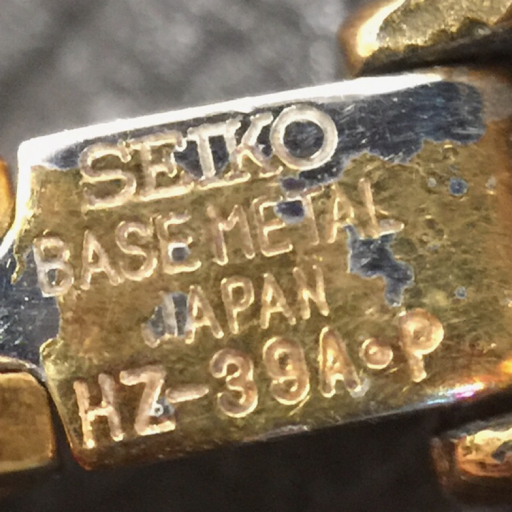 SEIKO
BASE METAL
JAPAN
HZ-39A•P